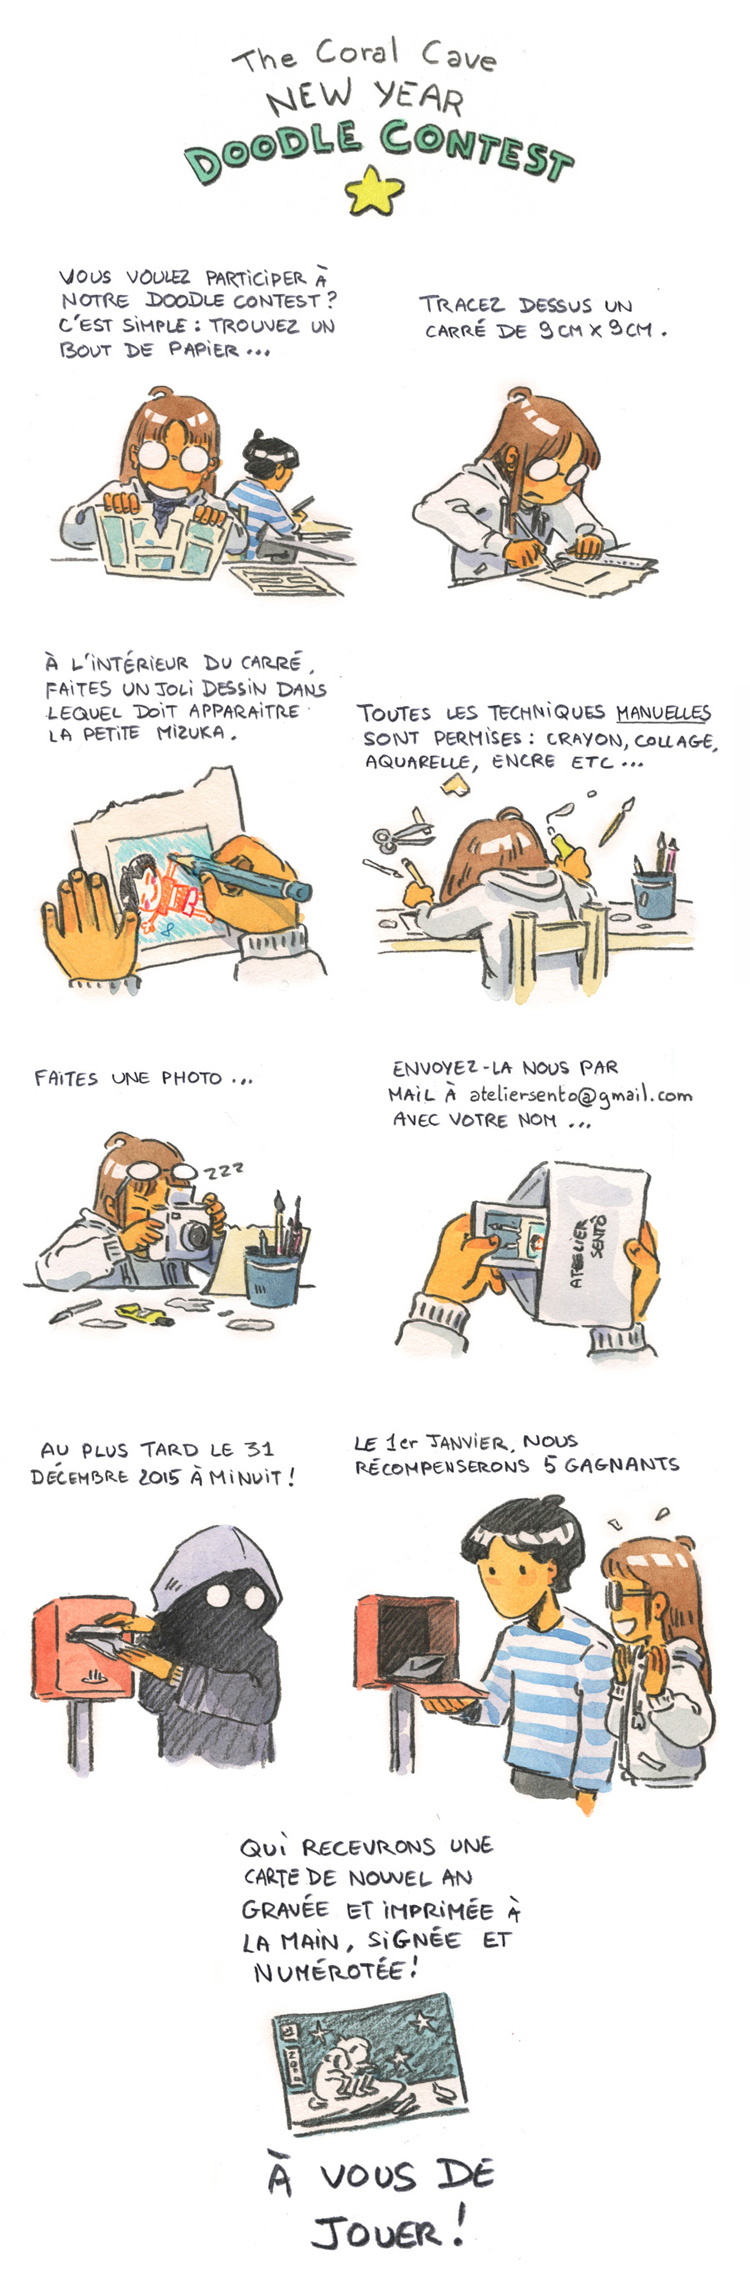 The Coral Cave
NEW YEAR
DOODLE CONTEST
VOUS VOULEZ PARTICIPER À
NOTRE DOODLE CONTEST ?
C'EST SIMPLE : TROUVEZ UN
BOUT DE PAPIER ...
TRACEZ DESSUS UN
CARRÉ DE 9 CM X 9 CM .
À L'INTÉRIEUR DU CARRÉ,
FAITES UN JOLI DESSIN DANS
LEQUEL DOIT APPARAITRE
LA PETITE MIZUKA.
TOUTES LES TECHNIQUES MANUELLES
SONT PERMISES : CRAYON, COLLAGE,
AQUARELLE, ENCRE ETC ...
FAITES UNE PHOTO ...
ZZZ
ENVOYEZ-LA NOUS PAR
MAIL À ateliersento@gmail.com
AVEC VOTRE NOM ...
ATELIER
SENTÔ
AU PLUS TARD LE 31
DÉCEMBRE 2015 À MINUIT !
LE 1er JANVIER, NOUS
RÉCOMPENSERONS 5 GAGNANTS
QUI RECEVRONS UNE
CARTE DE NOUVEL AN
GRAVÉE ET IMPRIMÉE À
LA MAIN, SIGNÉE ET
NUMÉROTÉE !
À VOUS DE
JOUER !